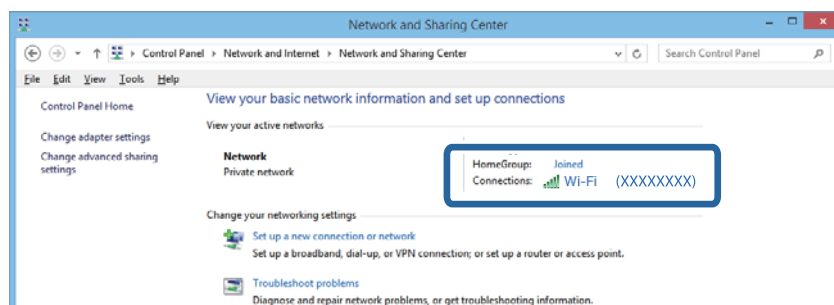 Network and Sharing Center
Control Panel Network and Internet Network and Sharing Center Search Control Panel
File Edit View Tools Help
Control Panel Home
Change adapter settings
Change advanced sharing
settings
View your basic network information and set up connections
View your active networks
Network
Private network
HomeGroup: Joined
Connections: Wi-Fi (XXXXXXXX)
Change your networking settings
Set up a new connection or network
Set up a broadband, dial-up, or VPN connection; or set up a router or access point.
Troubleshoot problems
Diagnose and repair network problems, or get troubleshooting information.